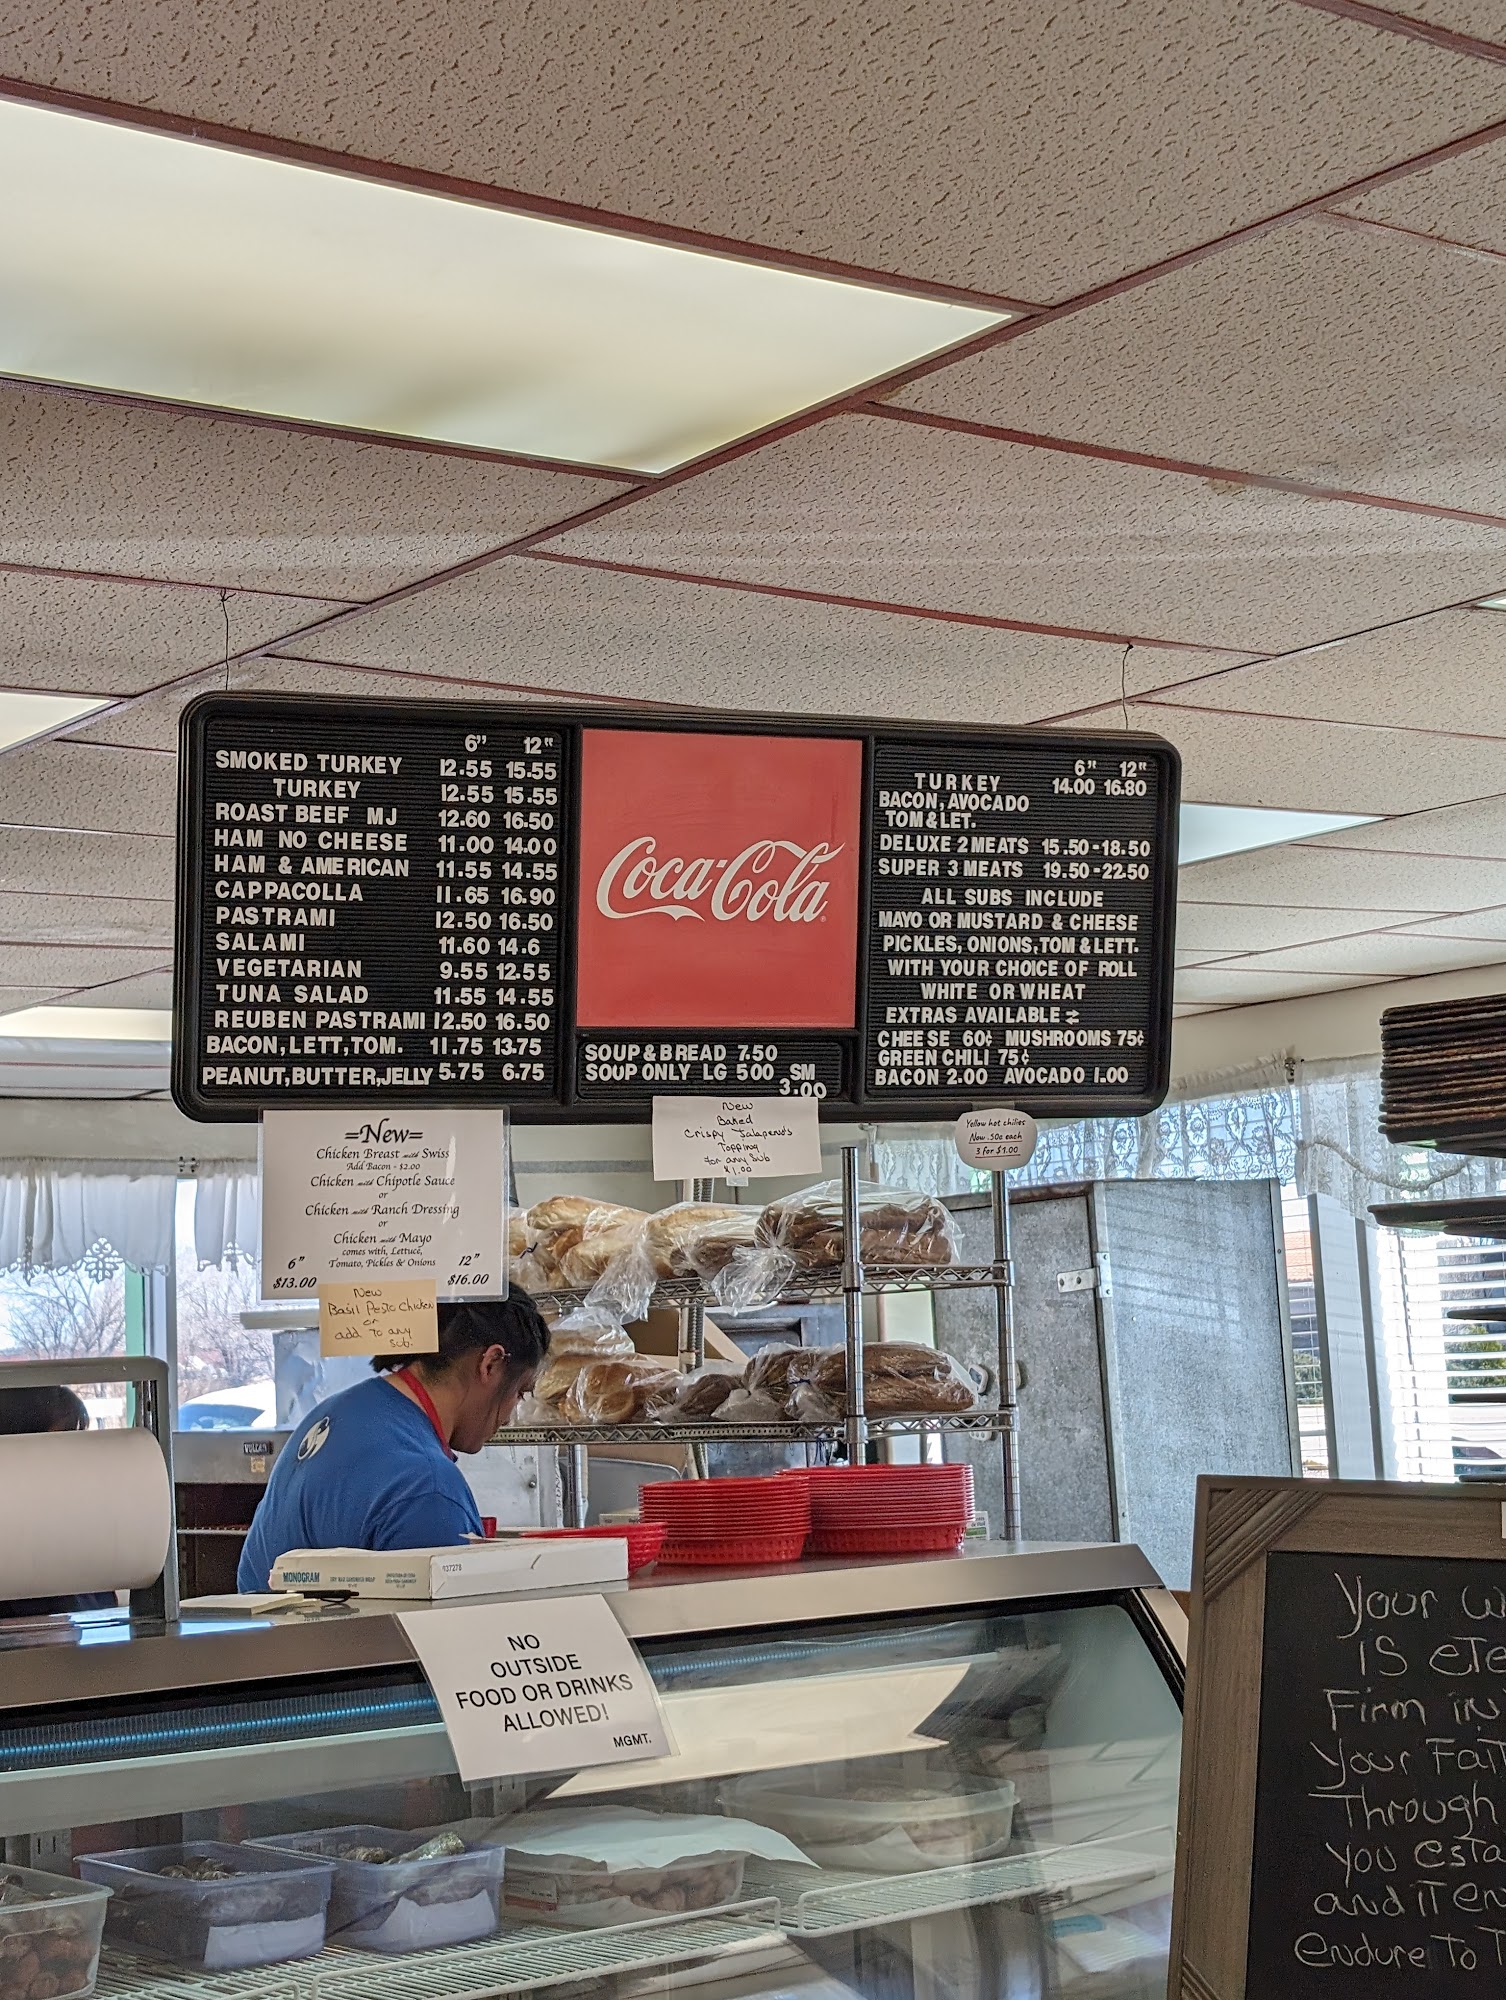 6" 12"
SMOKED TURKEY 12.55 15.55
TURKEY 12.55 15.55
ROAST BEEF MJ 12.60 16.50
HAM NO CHEESE 11.00 14.00
HAM & AMERICAN 11.55 14.55
CAPPACOLLA 11.65 16.90
PASTRAMI 12.50 16.50
SALAMI 11.60 14.6
VEGETARIAN 9.55 12.55
TUNA SALAD 11.55 14.55
REUBEN PASTRAMI 12.50 16.50
BACON, LETT, TOM. 11.75 13.75
PEANUT, BUTTER, JELLY 5.75 6.75
Coca-Cola
SOUP & BREAD 7.50
SOUP ONLY LG 500 SM
3.00
6" 12"
TURKEY 14.00 16.80
BACON, AVOCADO
TOM & LET.
DELUXE 2 MEATS 15.50-18.50
SUPER 3 MEATS 19.50-22.50
ALL SUBS INCLUDE
MAYO OR MUSTARD & CHEESE
PICKLES, ONIONS, TOM & LETT.
WITH YOUR CHOICE OF ROLL
WHITE OR WHEAT
EXTRAS AVAILABLE
CHEESE 60¢ MUSHROOMS 75¢
GREEN CHILI 75¢
BACON 2.00 AVOCADO 1.00
=New=
Chicken Breast with Swiss
Add Bacon - $2.00
Chicken with Chipotle Sauce
or
Chicken with Ranch Dressing
or
Chicken with Mayo
comes with, Lettuce,
Tomato, Pickles & Onions
6" 12"
$13.00 $16.00
New
Basil Pesto Chicken
or
add to any
sub.
New
Baked
Crispy Jalapenos
Topping
for any Sub
$1.00
Yellow hot chilies
Now .50¢ each
3 for $1.00
VULCAN
MONOGRAM
937278
NO
OUTSIDE
FOOD OR DRINKS
ALLOWED!
MGMT.
Your w
is ete
Firm in
Your Fait
Through
you esta
and it en
endure To T